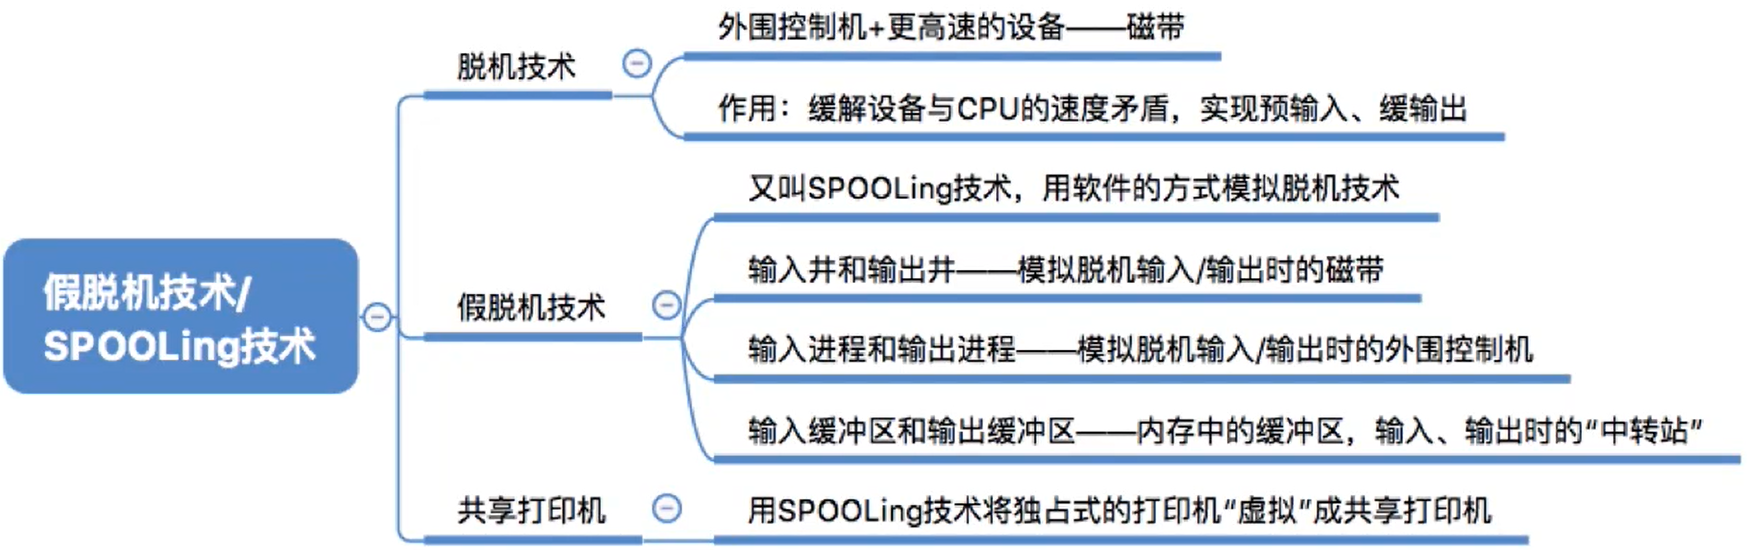 外围控制机+更高速的设备——磁带
脱机技术
作用：缓解设备与CPU的速度矛盾，实现预输入、缓输出
又叫SPOOLing技术，用软件的方式模拟脱机技术
输入井和输出井——模拟脱机输入/输出时的磁带
假脱机技术/
SPOOLing技术
假脱机技术
输入进程和输出进程——模拟脱机输入/输出时的外围控制机
输入缓冲区和输出缓冲区——内存中的缓冲区，输入、输出时的“中转站”
共享打印机
用SPOOLing技术将独占式的打印机“虚拟”成共享打印机